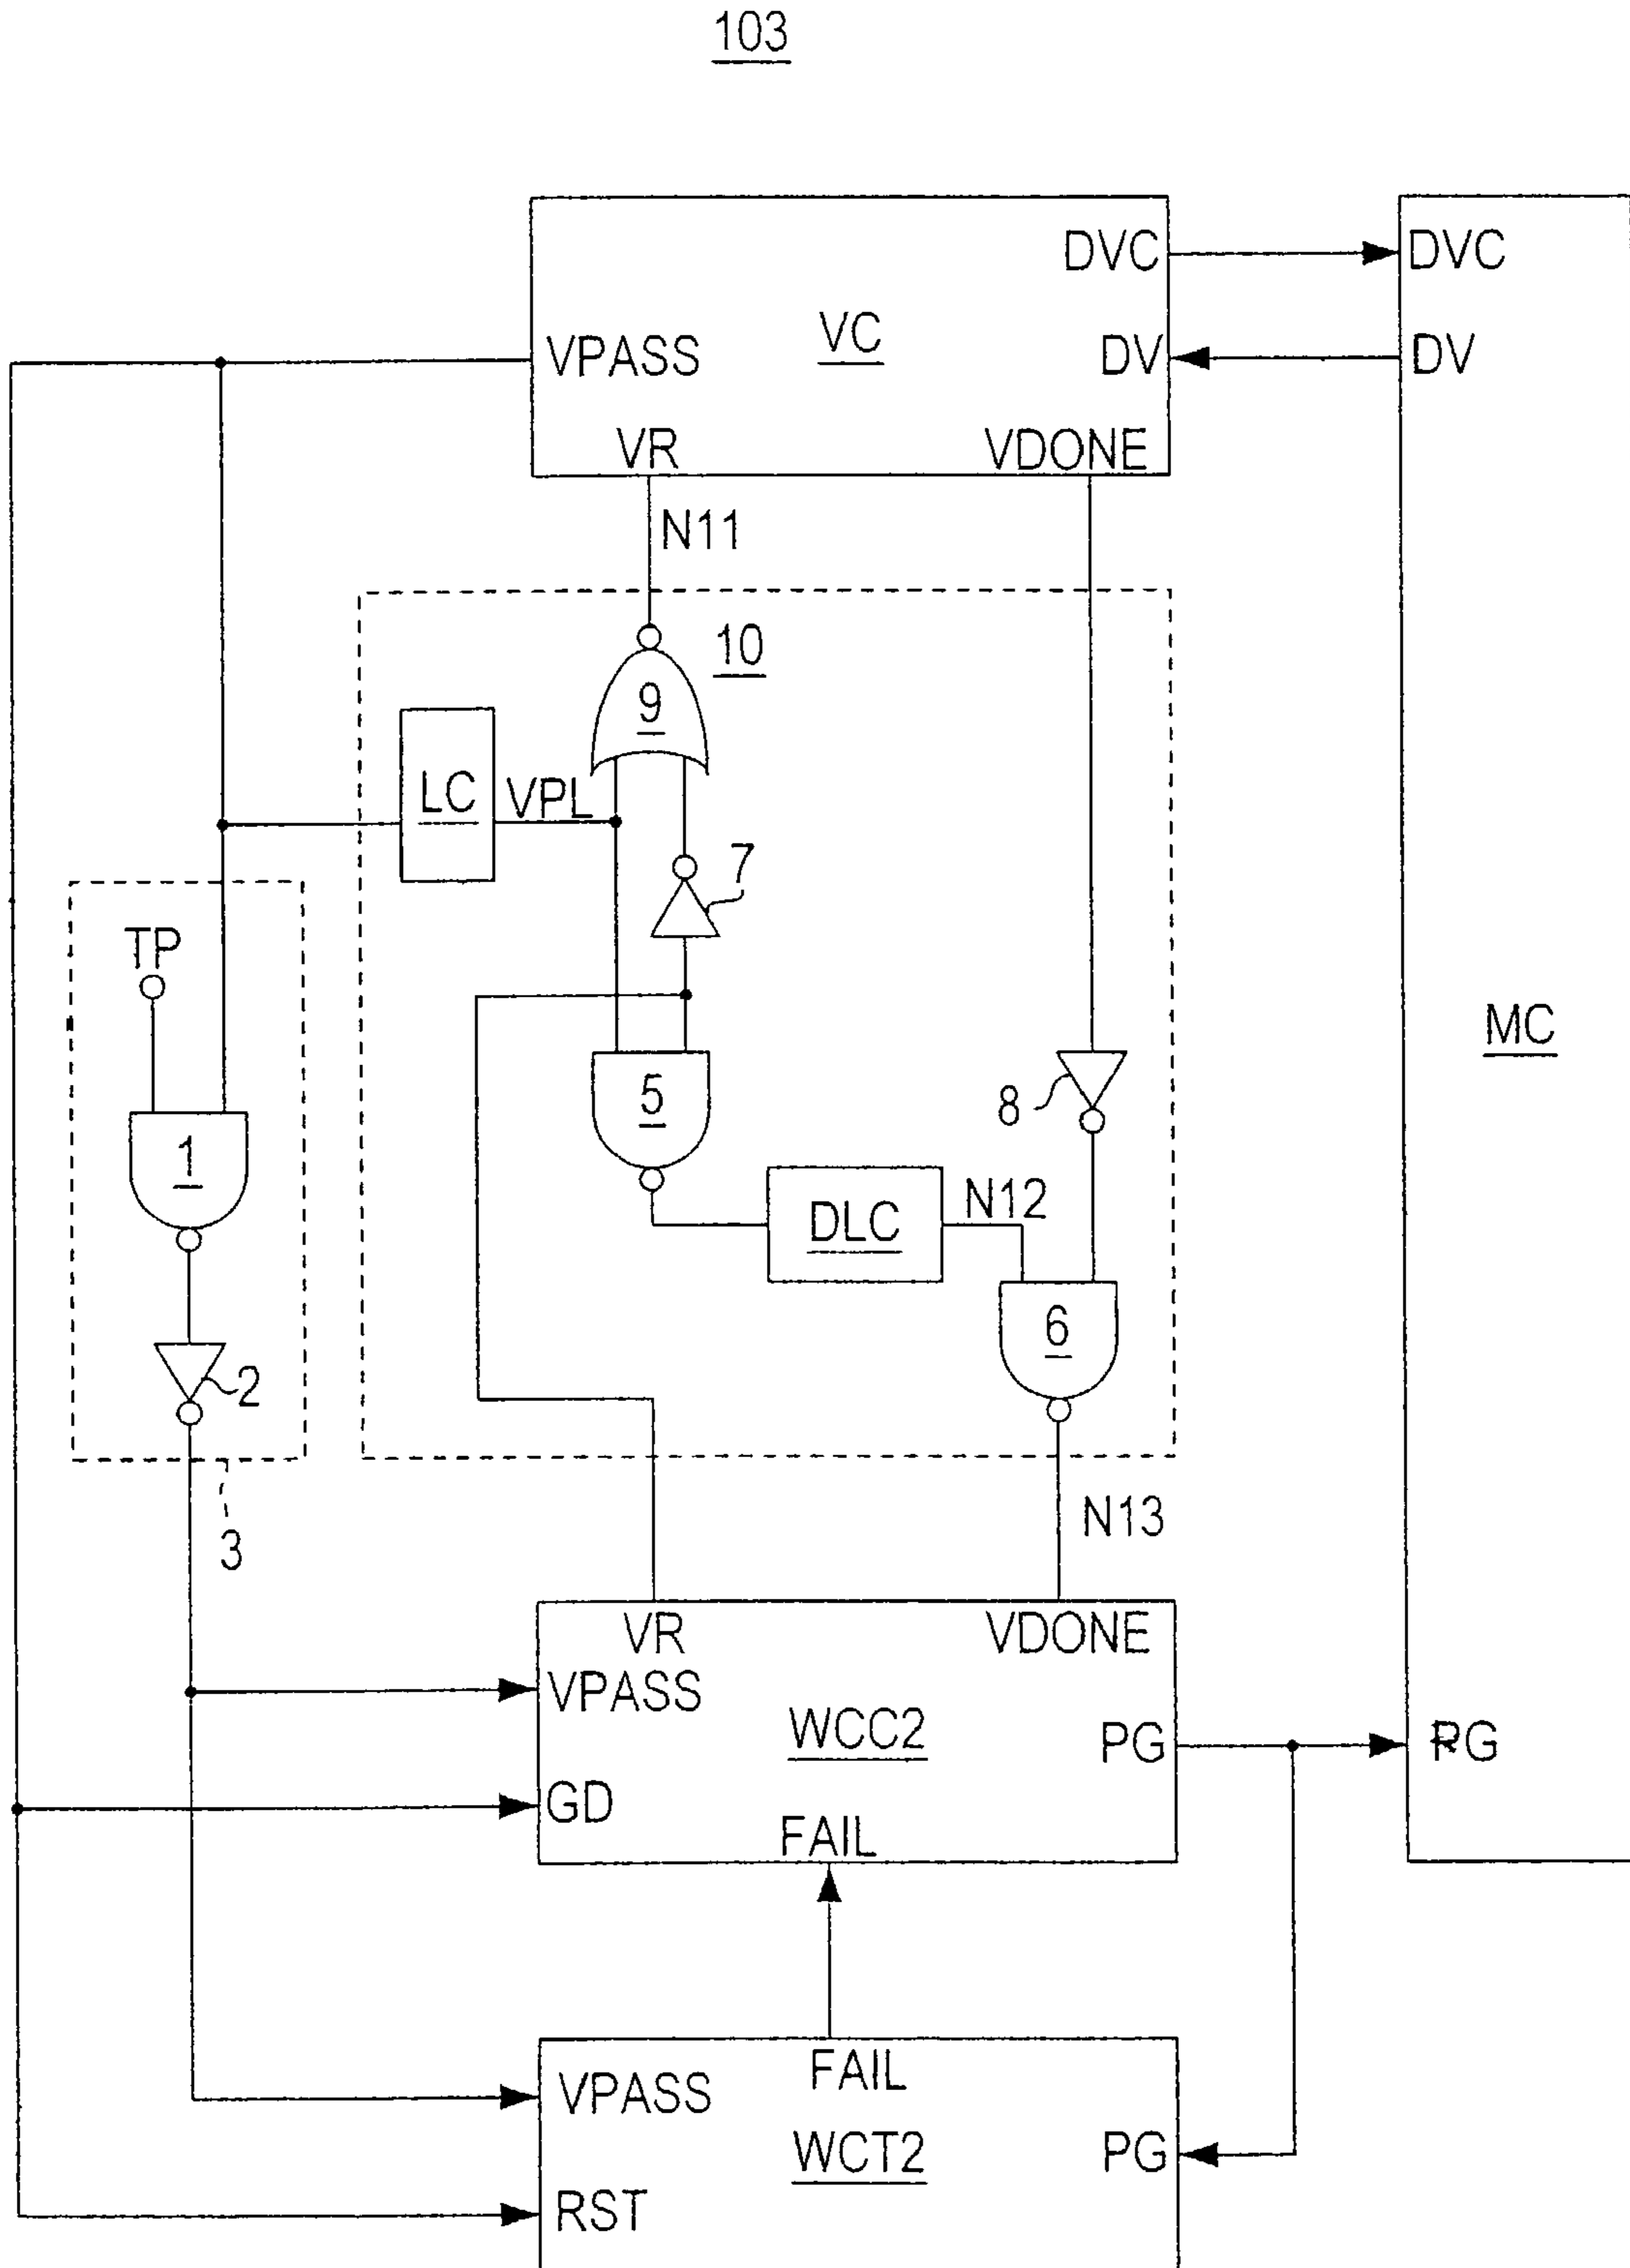 103
DVC
DVC
VC
VPASS
DV
DV
VR
VDONE
N11
10
9
LC
VPL
7
TP
MC
5
8
1
N12
DLC
6
2
N13
3
VR
VDONE
VPASS
WCC2
PG
PG
GD
FAIL
FAIL
VPASS
WCT2
PG
RST